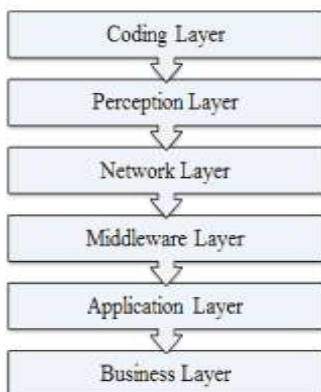 Coding Layer
Perception Layer
Network Layer
Middleware Layer
Application Layer
Business Layer